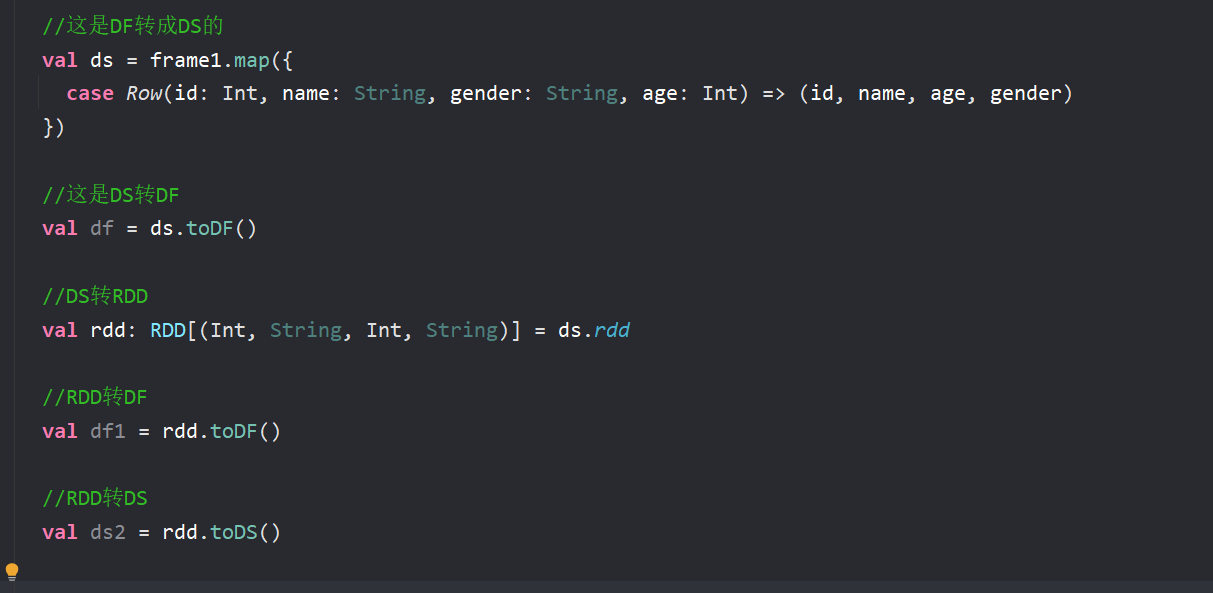 //这是DF转成DS的
val ds = frame1.map({
case Row(id: Int, name: String, gender: String, age: Int) => (id, name, age, gender)
})
//这是DS转DF
val df = ds.toDF()
//DS转RDD
val rdd: RDD[(Int, String, Int, String)] = ds.rdd
//RDD转DF
val df1 = rdd.toDF()
//RDD转DS
val ds2 = rdd.toDS()